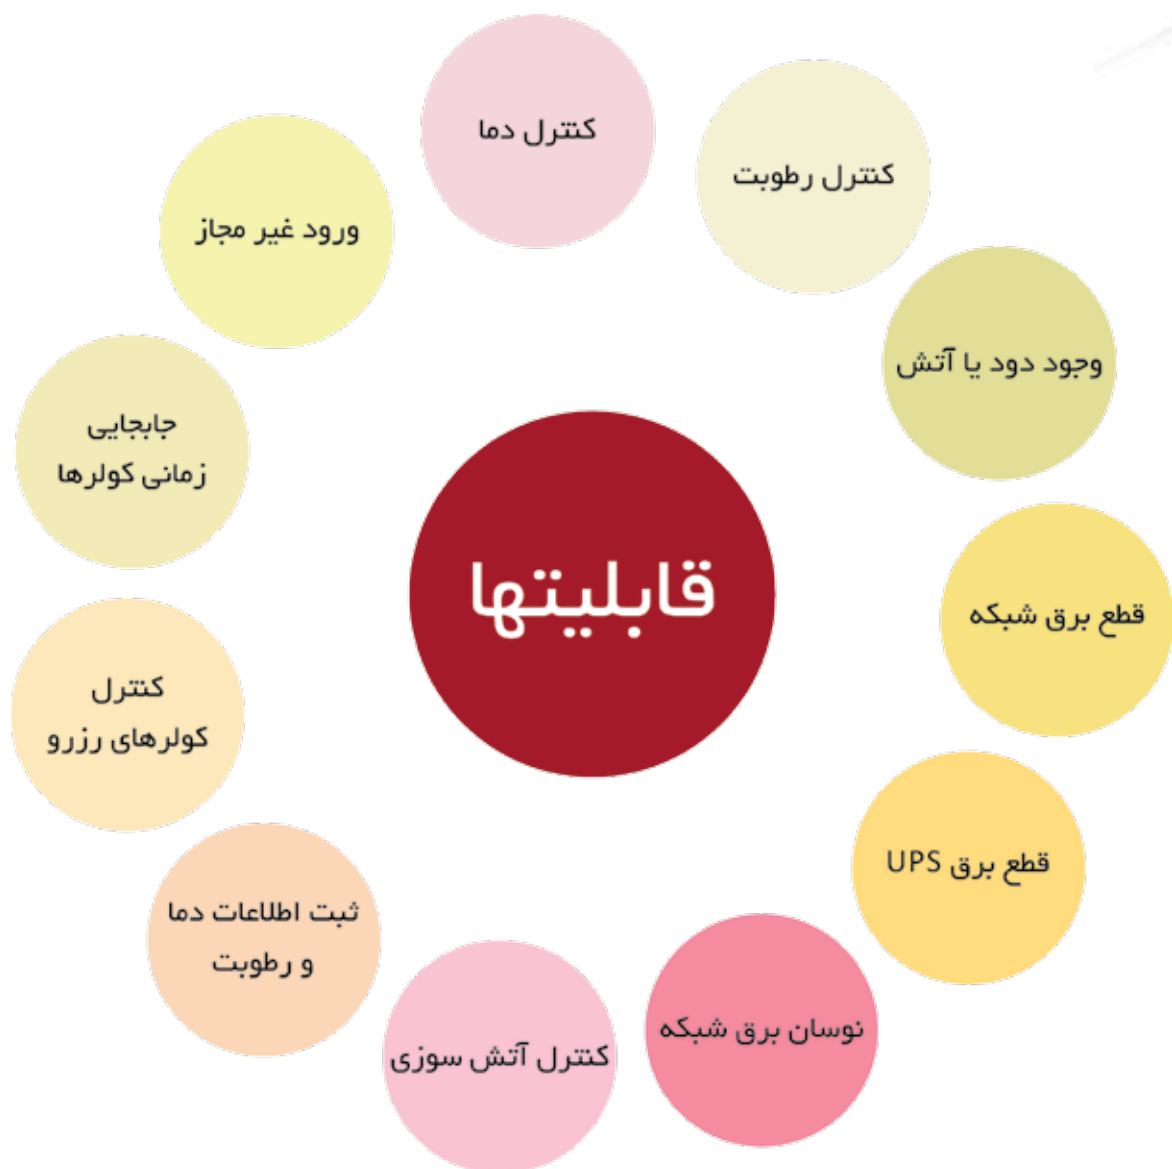 کنترل دما
کنترل رطوبت
وجود دود یا آتش
قطع برق شبکه
قطع برق UPS
نوسان برق شبکه
کنترل آتش سوزی
ثبت اطلاعات دما
و رطوبت
کنترل
کولرهای رزرو
جابجایی
زمانی کولرها
ورود غیر مجاز
قابلیتها